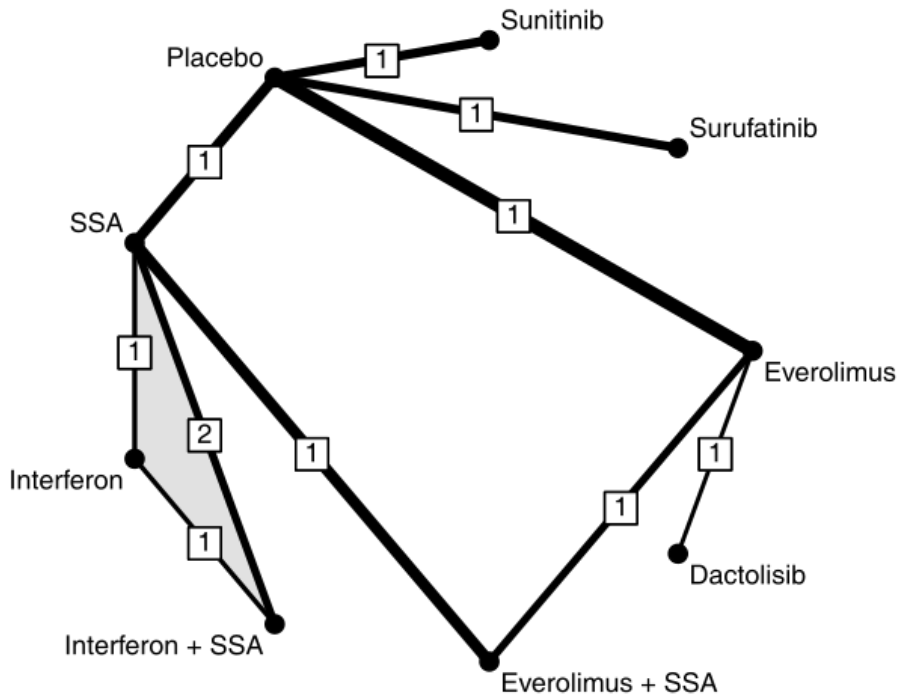 Sunitinib
Placebo
1
1
Surufatinib
1
1
SSA
1
Everolimus
2
1
1
Interferon
1
1
Dactolisib
Interferon + SSA
Everolimus + SSA